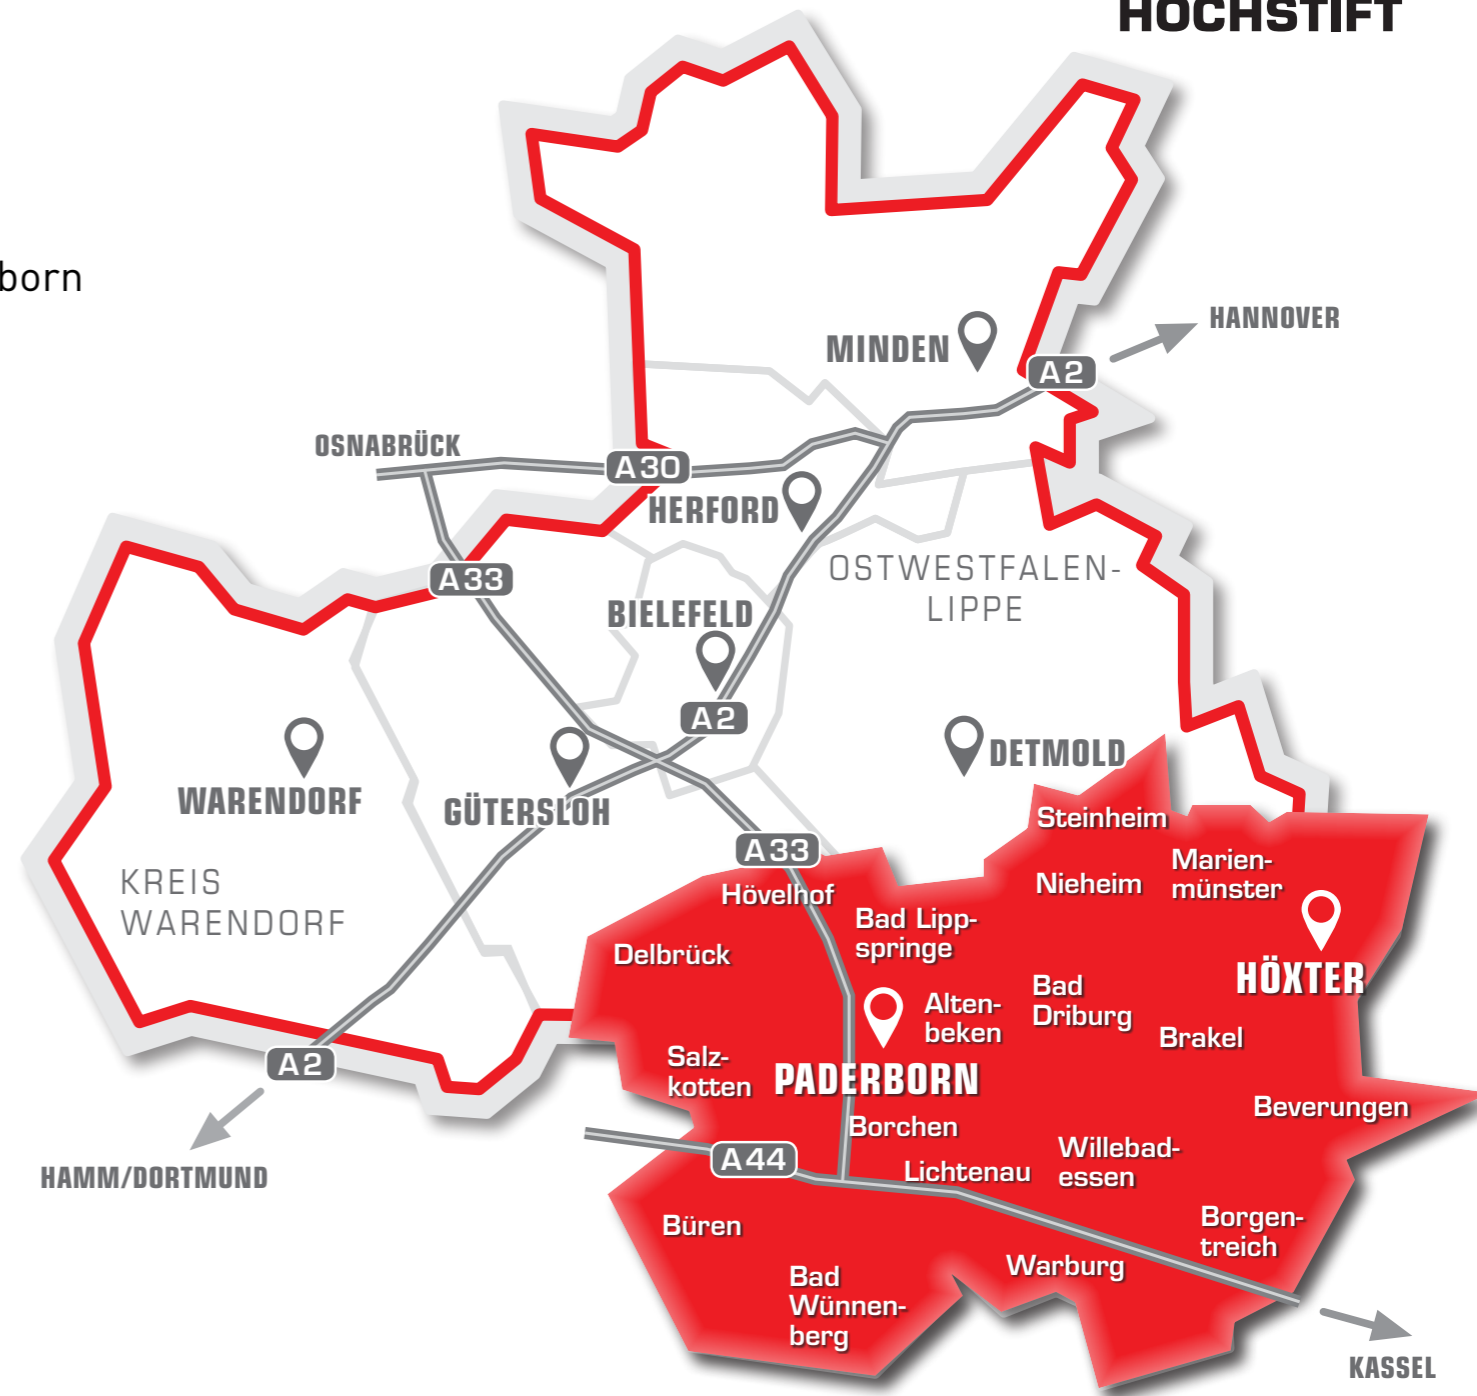 HOCHSTIFT
born
HANNOVER
MINDEN
A2
OSNABRÜCK
A30
HERFORD
A33
OSTWESTFALEN-
LIPPE
BIELEFELD
A2
DETMOLD
WARENDORF
GÜTERSLOH
KREIS
WARENDORF
A33
Steinheim
Marien-
münster
Nieheim
Hövelhof
Bad Lipp-
springe
Delbrück
HÖXTER
Bad
Driburg
Alten-
beken
Brakel
Salz-
kotten
PADERBORN
A2
Beverungen
Borchen
HAMM/DORTMUND
A44
Lichtenau
Willebad-
essen
Büren
Borgen-
treich
Warburg
Bad
Wünnen-
berg
KASSEL